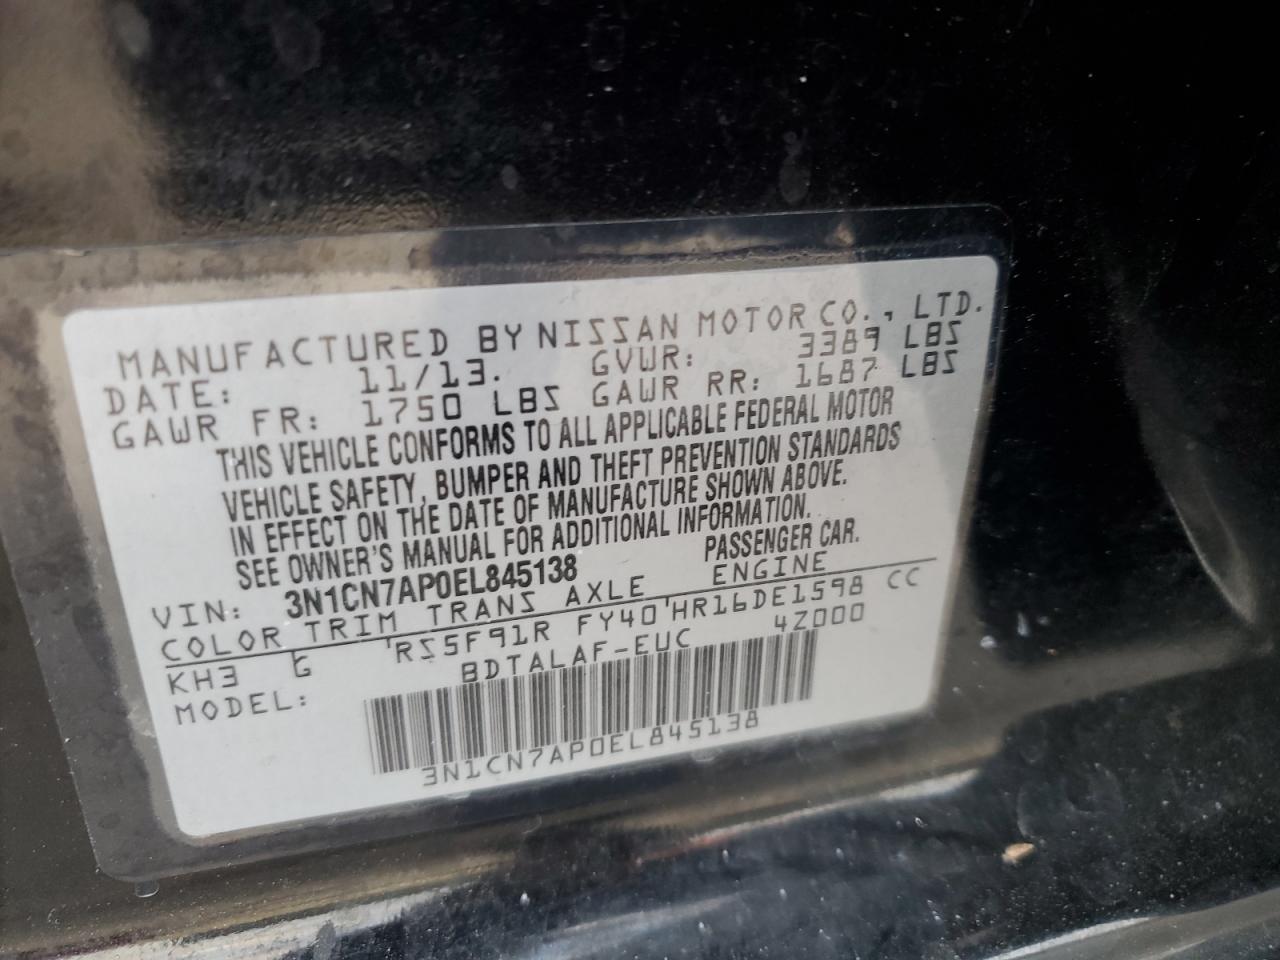 MANUFACTURED BY NISSAN MOTOR CO., LTD.
DATE: 11/13. GVWR: 3389 LBS
GAWR FR: 1750 LBS GAWR RR: 1687 LBS
THIS VEHICLE CONFORMS TO ALL APPLICABLE FEDERAL MOTOR
VEHICLE SAFETY, BUMPER AND THEFT PREVENTION STANDARDS
IN EFFECT ON THE DATE OF MANUFACTURE SHOWN ABOVE.
SEE OWNER'S MANUAL FOR ADDITIONAL INFORMATION.
VIN: 3N1CN7AP0EL845138 PASSENGER CAR.
COLOR TRIM TRANS AXLE ENGINE
KH3 G RS5F91R FY40 HR16DE1598 CC
MODEL: BDTALAF-EUC 4Z000
3N1CN7AP0EL845138